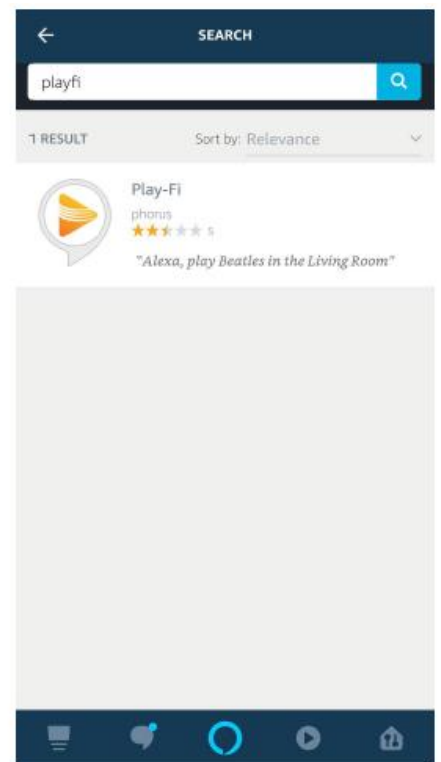 SEARCH
playfi
1 RESULT Sort by: Relevance
Play-Fi
phorus
5
"Alexa, play Beatles in the Living Room"